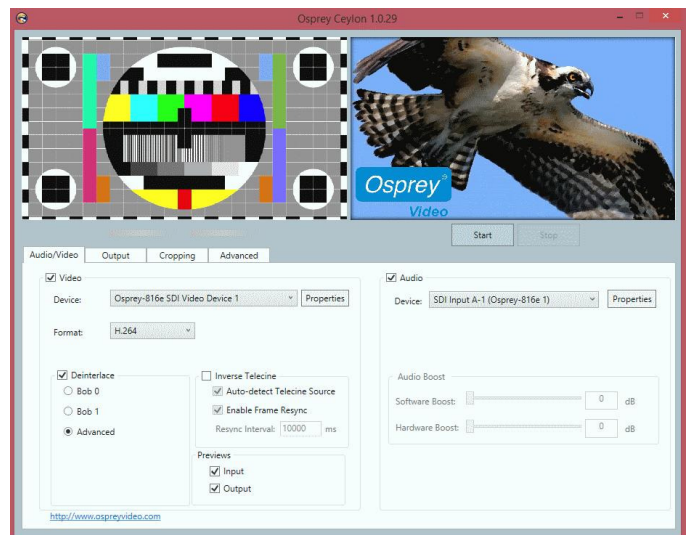 Osprey Ceylon 1.0.29
Osprey®
Video
Start Stop
Audio/Video Output Cropping Advanced
Video
Device: Osprey-816e SDI Video Device 1 Properties
Format: H.264
Deinterlace
Bob 0
Bob 1
Advanced
Inverse Telecine
Auto-detect Telecine Source
Enable Frame Resync
Resync Interval: 10000 ms
Previews
Input
Output
Audio
Device: SDI Input A-1 (Osprey-816e 1) Properties
Audio Boost
Software Boost: 0 dB
Hardware Boost: 0 dB
http://www.ospreyvideo.com